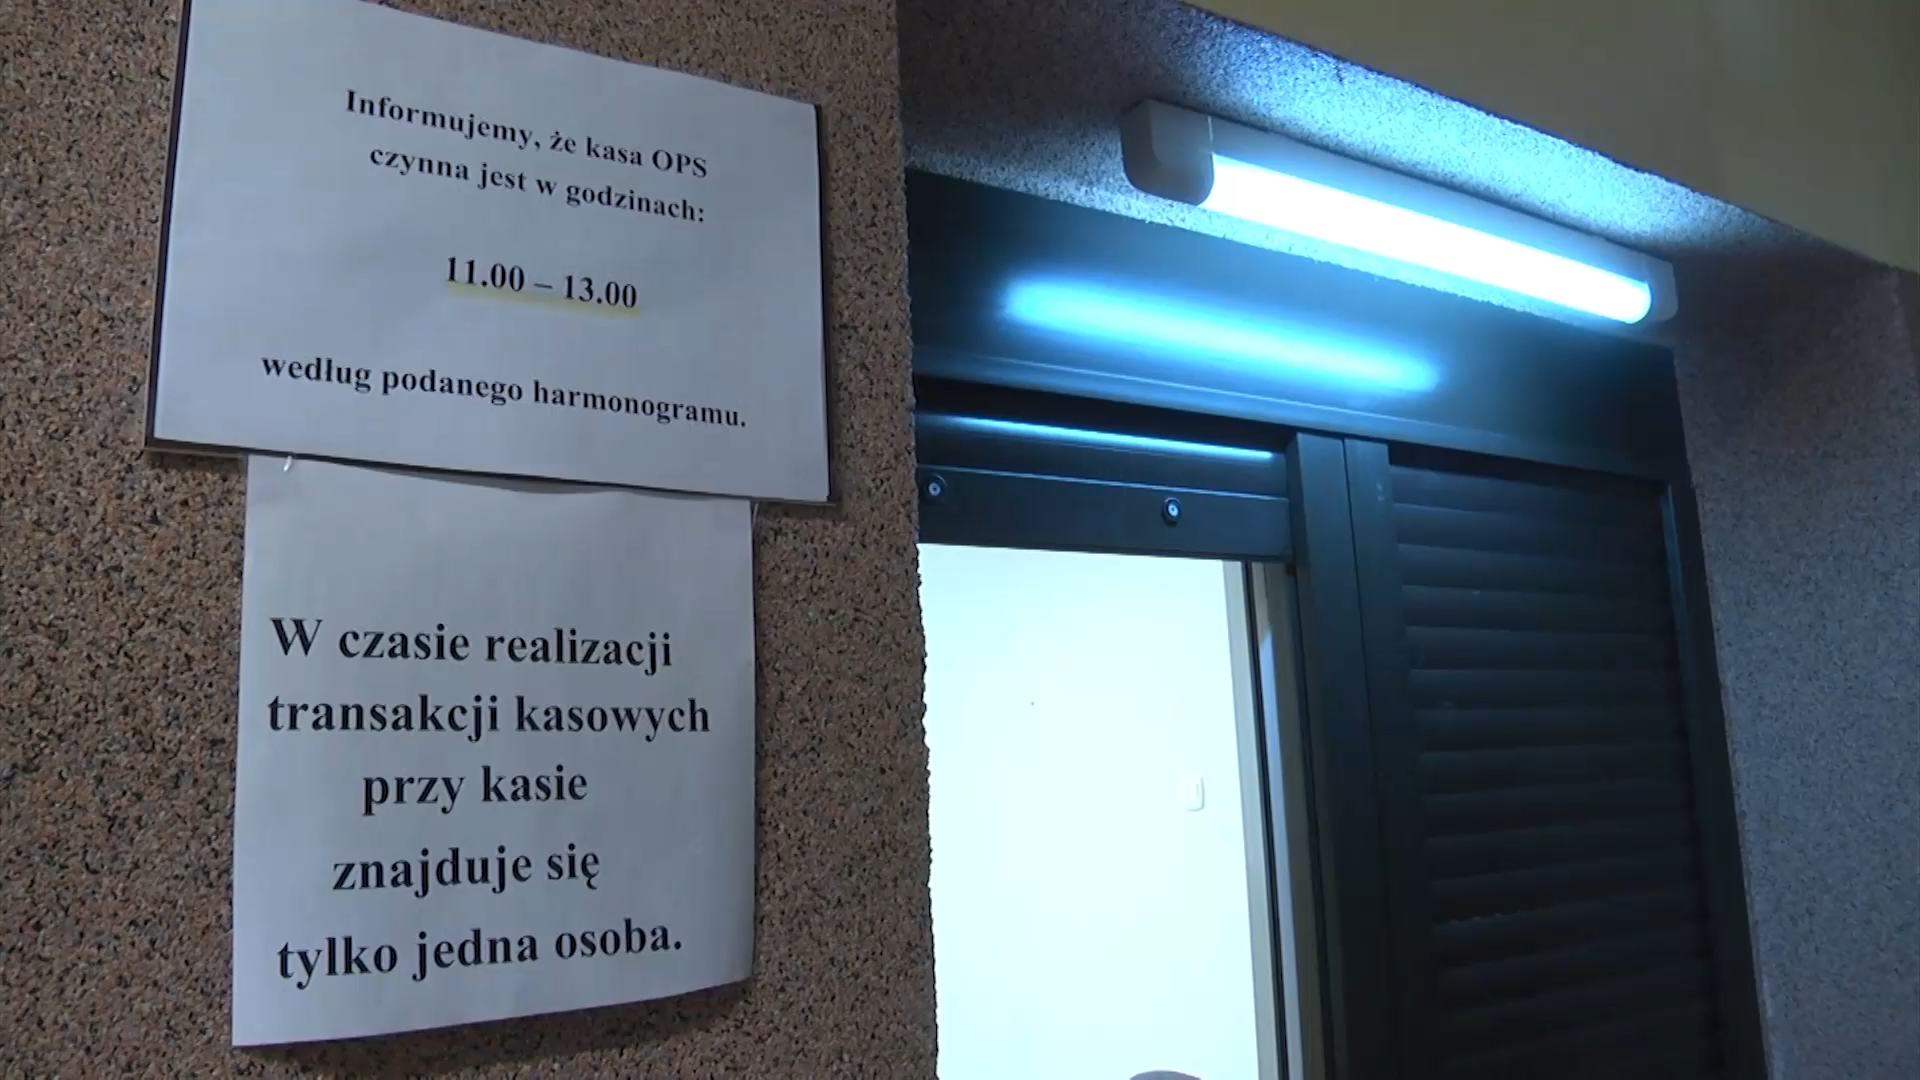 Informujemy, że kasa OPS
czynna jest w godzinach:
11.00 – 13.00
według podanego harmonogramu.
W czasie realizacji
transakcji kasowych
przy kasie
znajduje się
tylko jedna osoba.